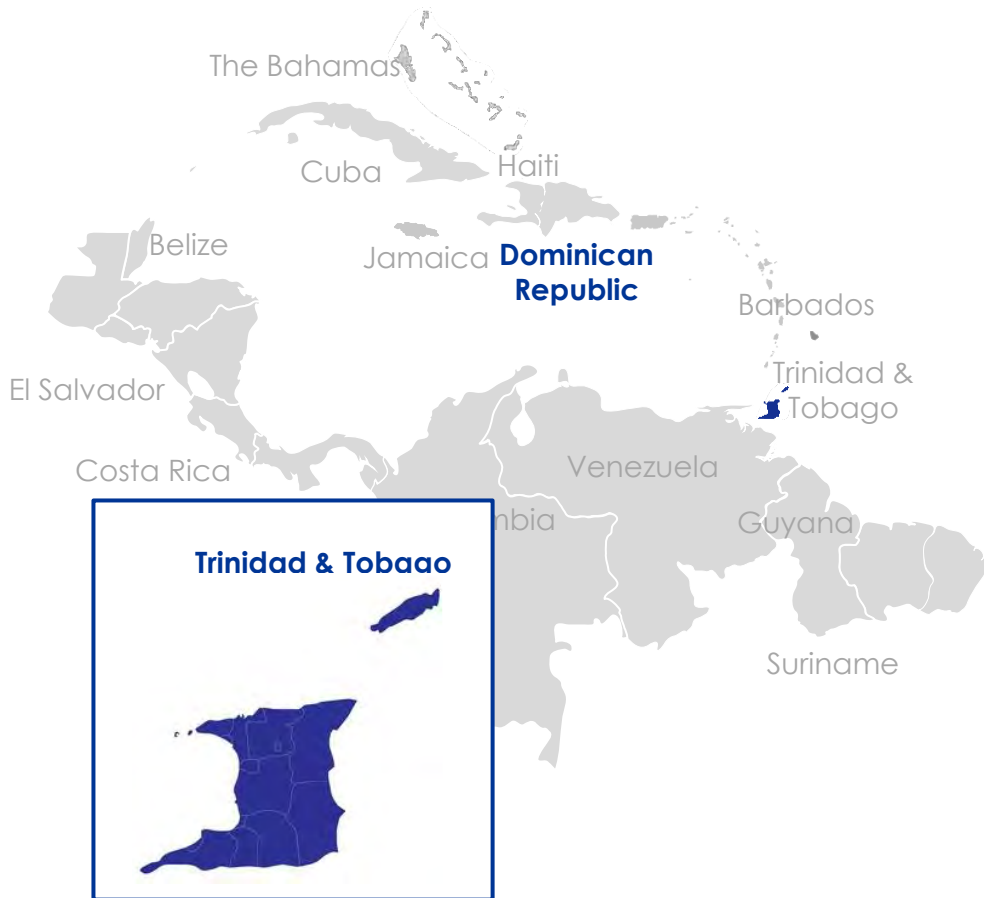 The Bahamas
Cuba
Haiti
Belize
Jamaica
Dominican
Republic
Barbados
El Salvador
Trinidad &
Tobago
Costa Rica
Venezuela
mbia
Guyana
Trinidad & Tobago
Suriname